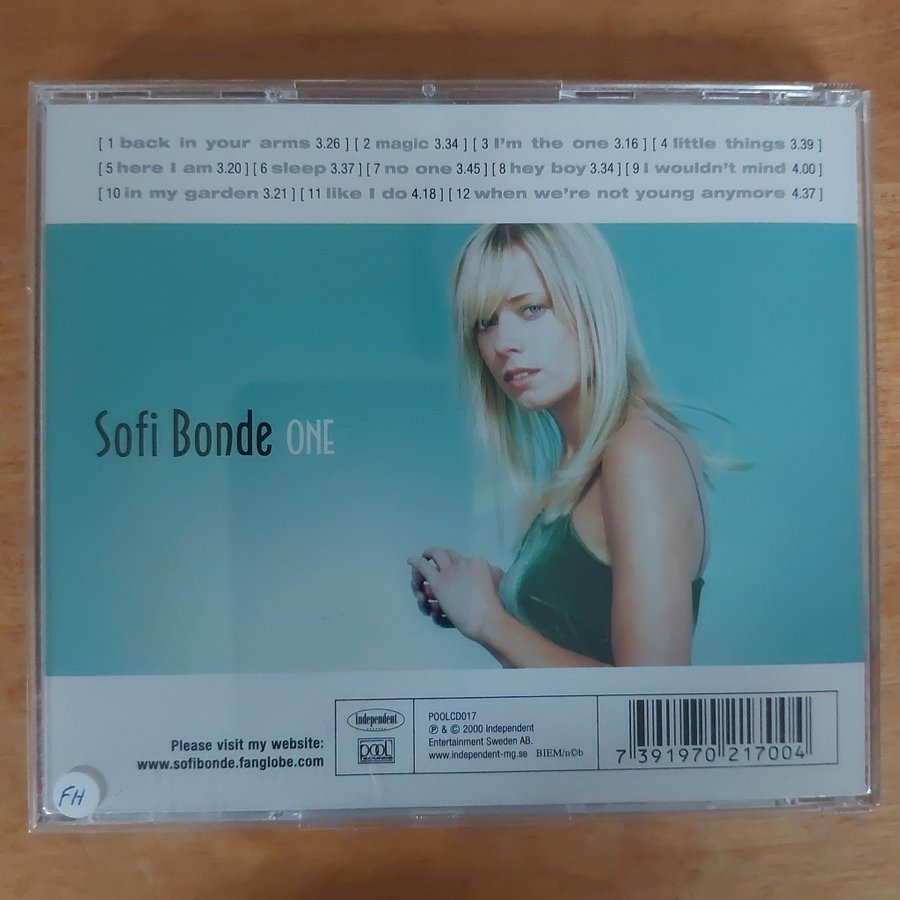 [ 1 back in your arms 3.26 ] [ 2 magic 3.34 ] [ 3 I'm the one 3.16 ] [ 4 little things 3.39 ]
[ 5 here I am 3.20 ] [ 6 sleep 3.37 ] [ 7 no one 3.45 ] [ 8 hey boy 3.34 ] [ 9 I wouldn't mind 4.00 ]
[ 10 in my garden 3.21 ] [ 11 like I do 4.18 ] [ 12 when we're not young anymore 4.37 ]
Sofi Bonde ONE
Please visit my website:
www.sofibonde.fanglobe.com
independent
POOL
POOLCD017
℗ & © 2000 Independent
Entertainment Sweden AB.
www.independent-mg.se BIEM/n©b
7 391970 217004
FH